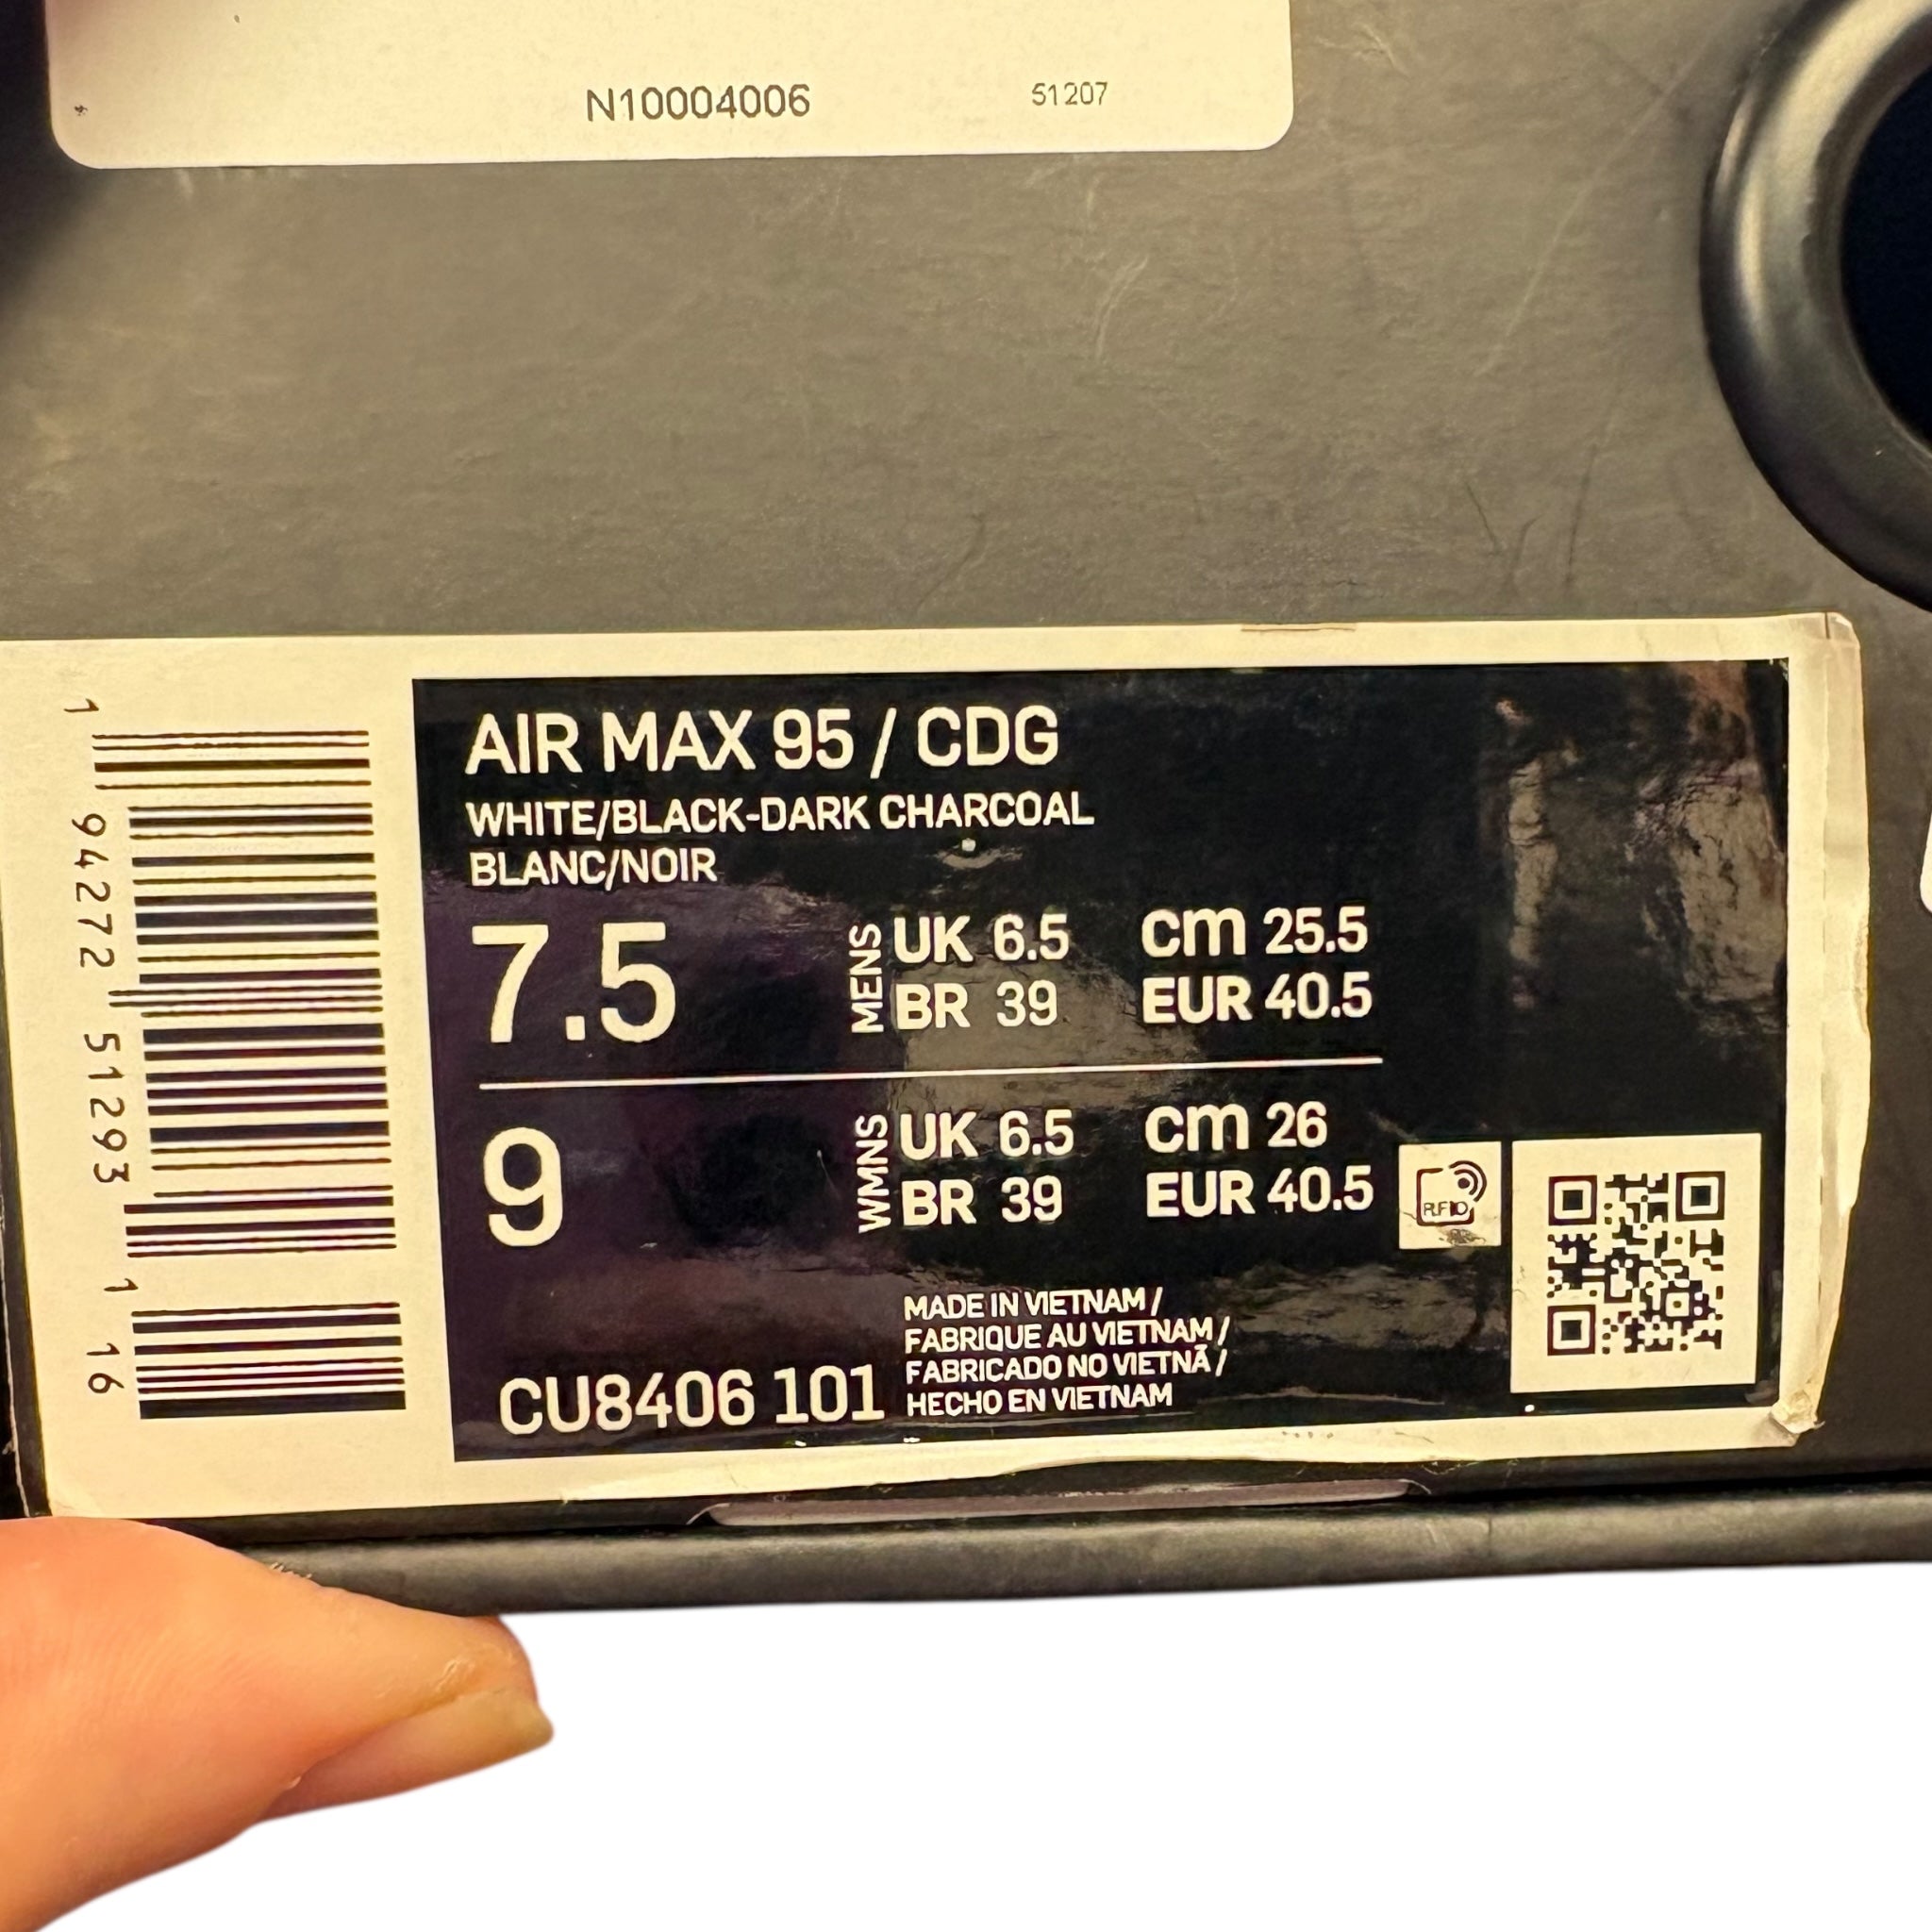 N10004006 51207
AIR MAX 95 / CDG
WHITE/BLACK-DARK CHARCOAL
BLANC/NOIR
7.5 MENS UK 6.5 cm 25.5
BR 39 EUR 40.5
9 WMNS UK 6.5 cm 26
BR 39 EUR 40.5
RFID
MADE IN VIETNAM /
FABRIQUE AU VIETNAM /
FABRICADO NO VIETNÃ /
HECHO EN VIETNAM
CU8406 101
1 94272 51293 1 16